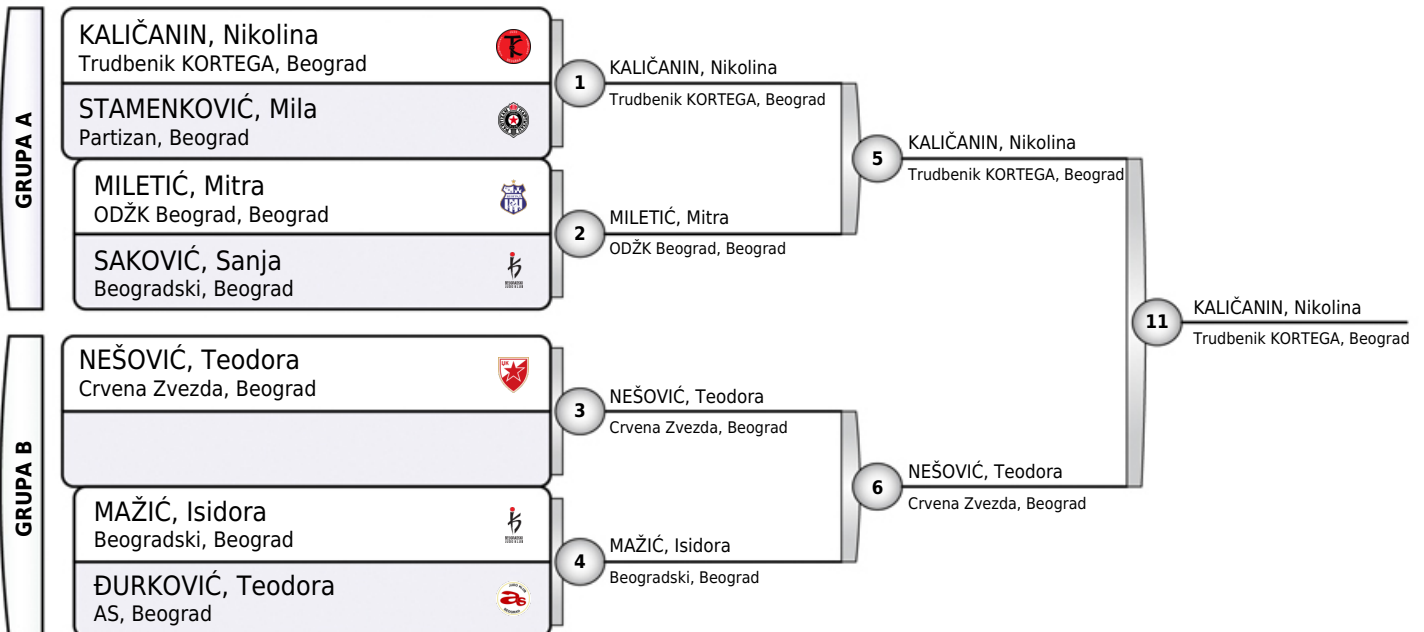 GRUPA A
KALIČANIN, Nikolina
Trudbenik KORTEGA, Beograd
STAMENKOVIĆ, Mila
Partizan, Beograd
MILETIĆ, Mitra
ODŽK Beograd, Beograd
SAKOVIĆ, Sanja
Beogradski, Beograd
1
KALIČANIN, Nikolina
Trudbenik KORTEGA, Beograd
2
MILETIĆ, Mitra
ODŽK Beograd, Beograd
5
KALIČANIN, Nikolina
Trudbenik KORTEGA, Beograd
GRUPA B
NEŠOVIĆ, Teodora
Crvena Zvezda, Beograd
MAŽIĆ, Isidora
Beogradski, Beograd
ĐURKOVIĆ, Teodora
AS, Beograd
3
NEŠOVIĆ, Teodora
Crvena Zvezda, Beograd
4
MAŽIĆ, Isidora
Beogradski, Beograd
6
NEŠOVIĆ, Teodora
Crvena Zvezda, Beograd
11
KALIČANIN, Nikolina
Trudbenik KORTEGA, Beograd